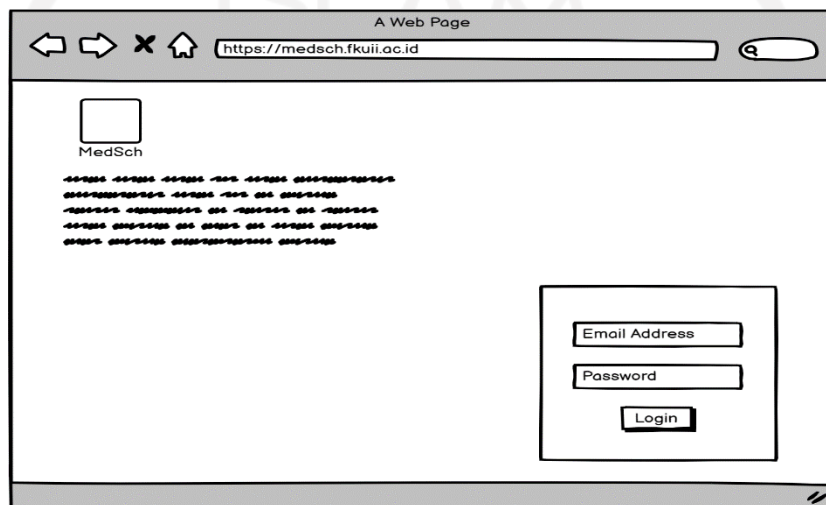 A Web Page
https://medsch.fkuii.ac.id
MedSch
Email Address
Password
Login